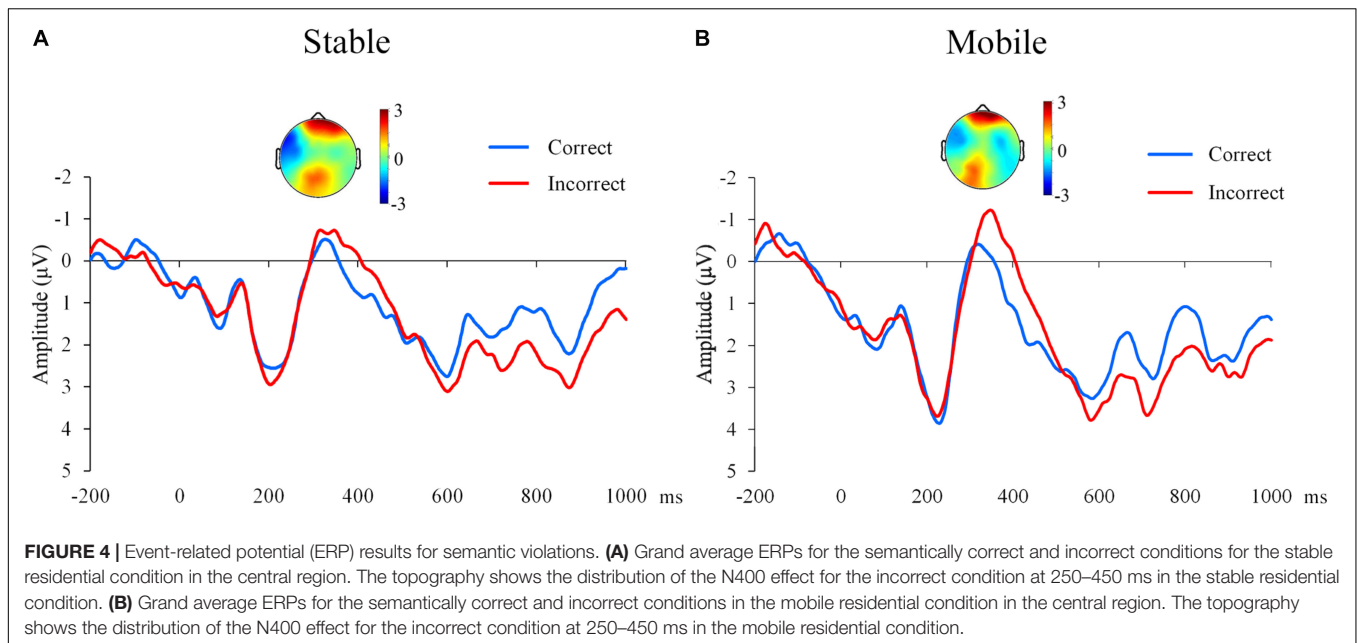 A
Stable
B
Mobile
3
0
-3
Correct
Incorrect
3
0
-3
Correct
Incorrect
Amplitude (µV)
-2
-1
0
1
2
3
4
5
-200 0 200 400 600 800 1000 ms
Amplitude (µV)
-2
-1
0
1
2
3
4
5
-200 0 200 400 600 800 1000 ms
FIGURE 4 | Event-related potential (ERP) results for semantic violations. (A) Grand average ERPs for the semantically correct and incorrect conditions for the stable
residential condition in the central region. The topography shows the distribution of the N400 effect for the incorrect condition at 250–450 ms in the stable residential
condition. (B) Grand average ERPs for the semantically correct and incorrect conditions in the mobile residential condition in the central region. The topography
shows the distribution of the N400 effect for the incorrect condition at 250–450 ms in the mobile residential condition.